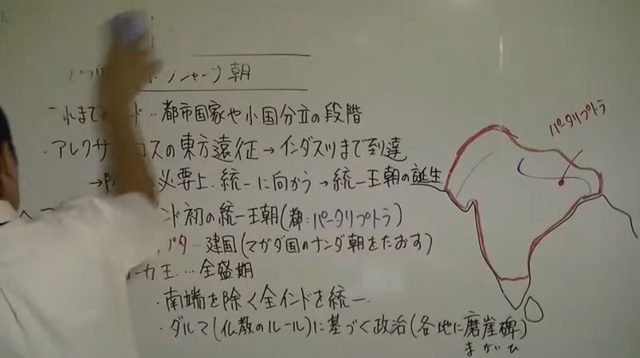 朝
これまで ド‥都市国家や小国分立の段階
・アレクサ ロスの東方遠征→インダス川まで到達
→ 必要上、統一に向かう→統一王朝の誕生
ンド初の統一王朝(都:パータリプトラ)
プタ‥建国(マガダ国のナンダ朝をたおす)
ーカ王…全盛期
・南端を除く全インドを統一
・ダルマ(仏教のルール)に基づく政治(各地に磨崖碑)
まがいひ
パータリプトラ